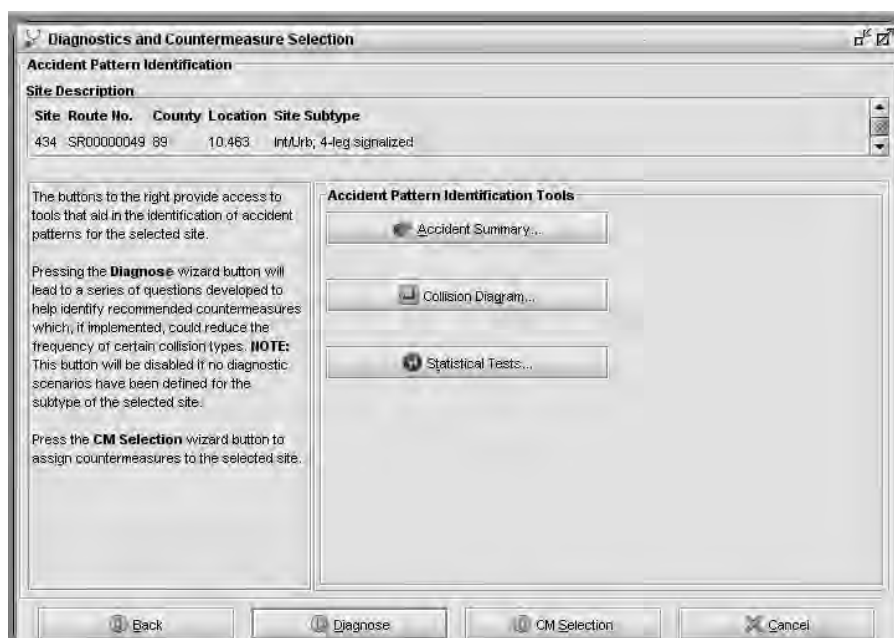 Diagnostics and Countermeasure Selection
Accident Pattern Identification
Site Description
Site Route No. County Location Site Subtype
434 SR00000049 89 10.463 Int/Urb; 4-leg signalized
The buttons to the right provide access to
tools that aid in the identification of accident
patterns for the selected site.
Pressing the Diagnose wizard button will
lead to a series of questions developed to
help identify recommended countermeasures
which, if implemented, could reduce the
frequency of certain collision types. NOTE:
This button will be disabled if no diagnostic
scenarios have been defined for the
subtype of the selected site.
Press the CM Selection wizard button to
assign countermeasures to the selected site.
Accident Pattern Identification Tools
Accident Summary...
Collision Diagram...
Statistical Tests...
Back
Diagnose
CM Selection
Cancel